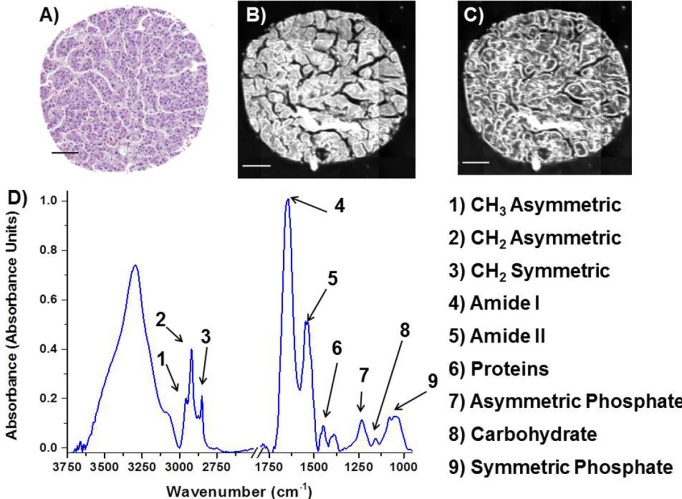 A)
B)
C)
D)
1) CH₃ Asymmetric
2) CH₂ Asymmetric
3) CH₂ Symmetric
4) Amide I
5) Amide II
6) Proteins
7) Asymmetric Phosphate
8) Carbohydrate
9) Symmetric Phosphate
Absorbance (Absorbance Units)
1.0
0.8
0.6
0.4
0.2
0.0
1
2
3
4
5
6
7
8
9
3750 3500 3250 3000 2750 1750 1500 1250 1000
Wavenumber (cm⁻¹)